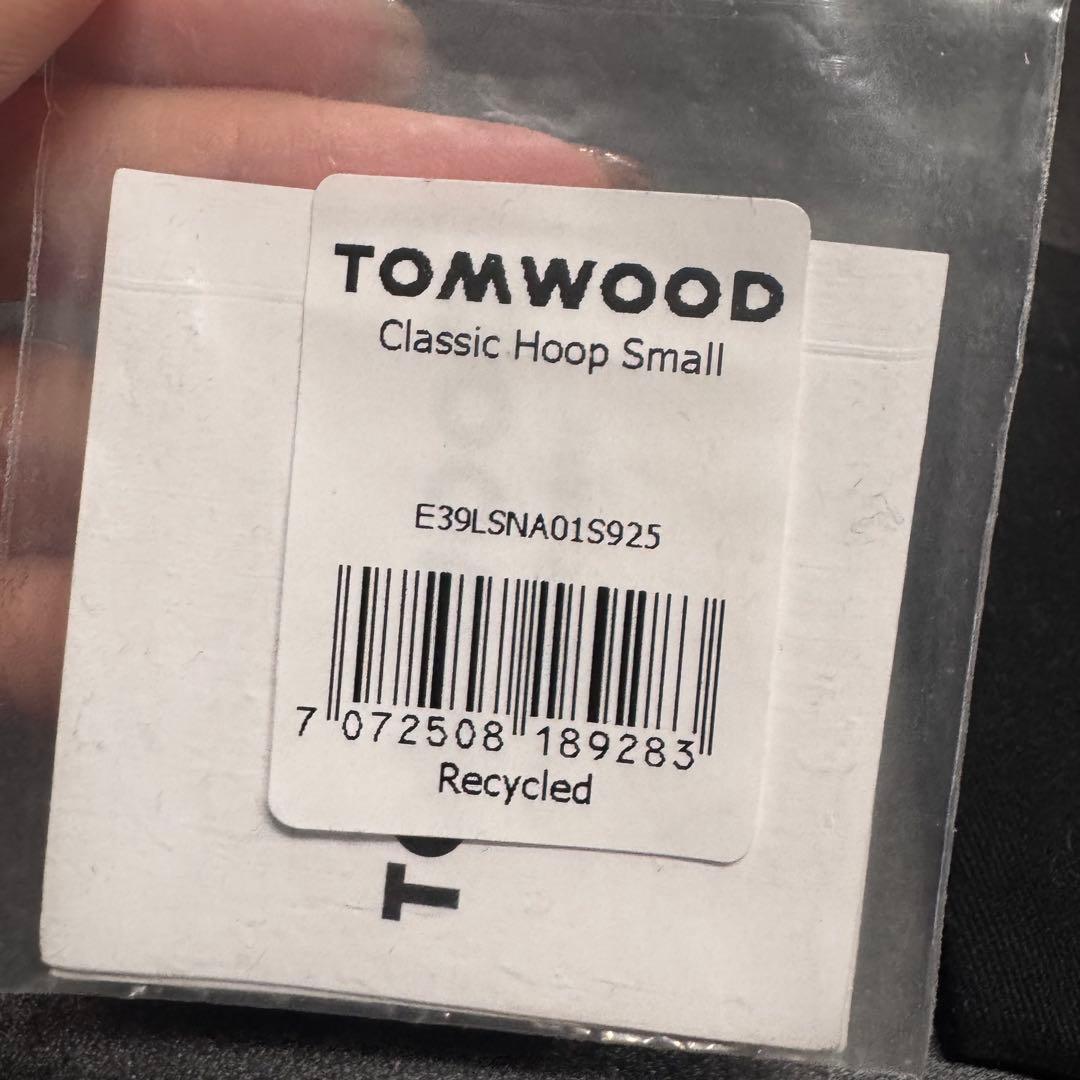 TOMWOOD
Classic Hoop Small
E39LSNA01S925
7 072508 189283
Recycled
T